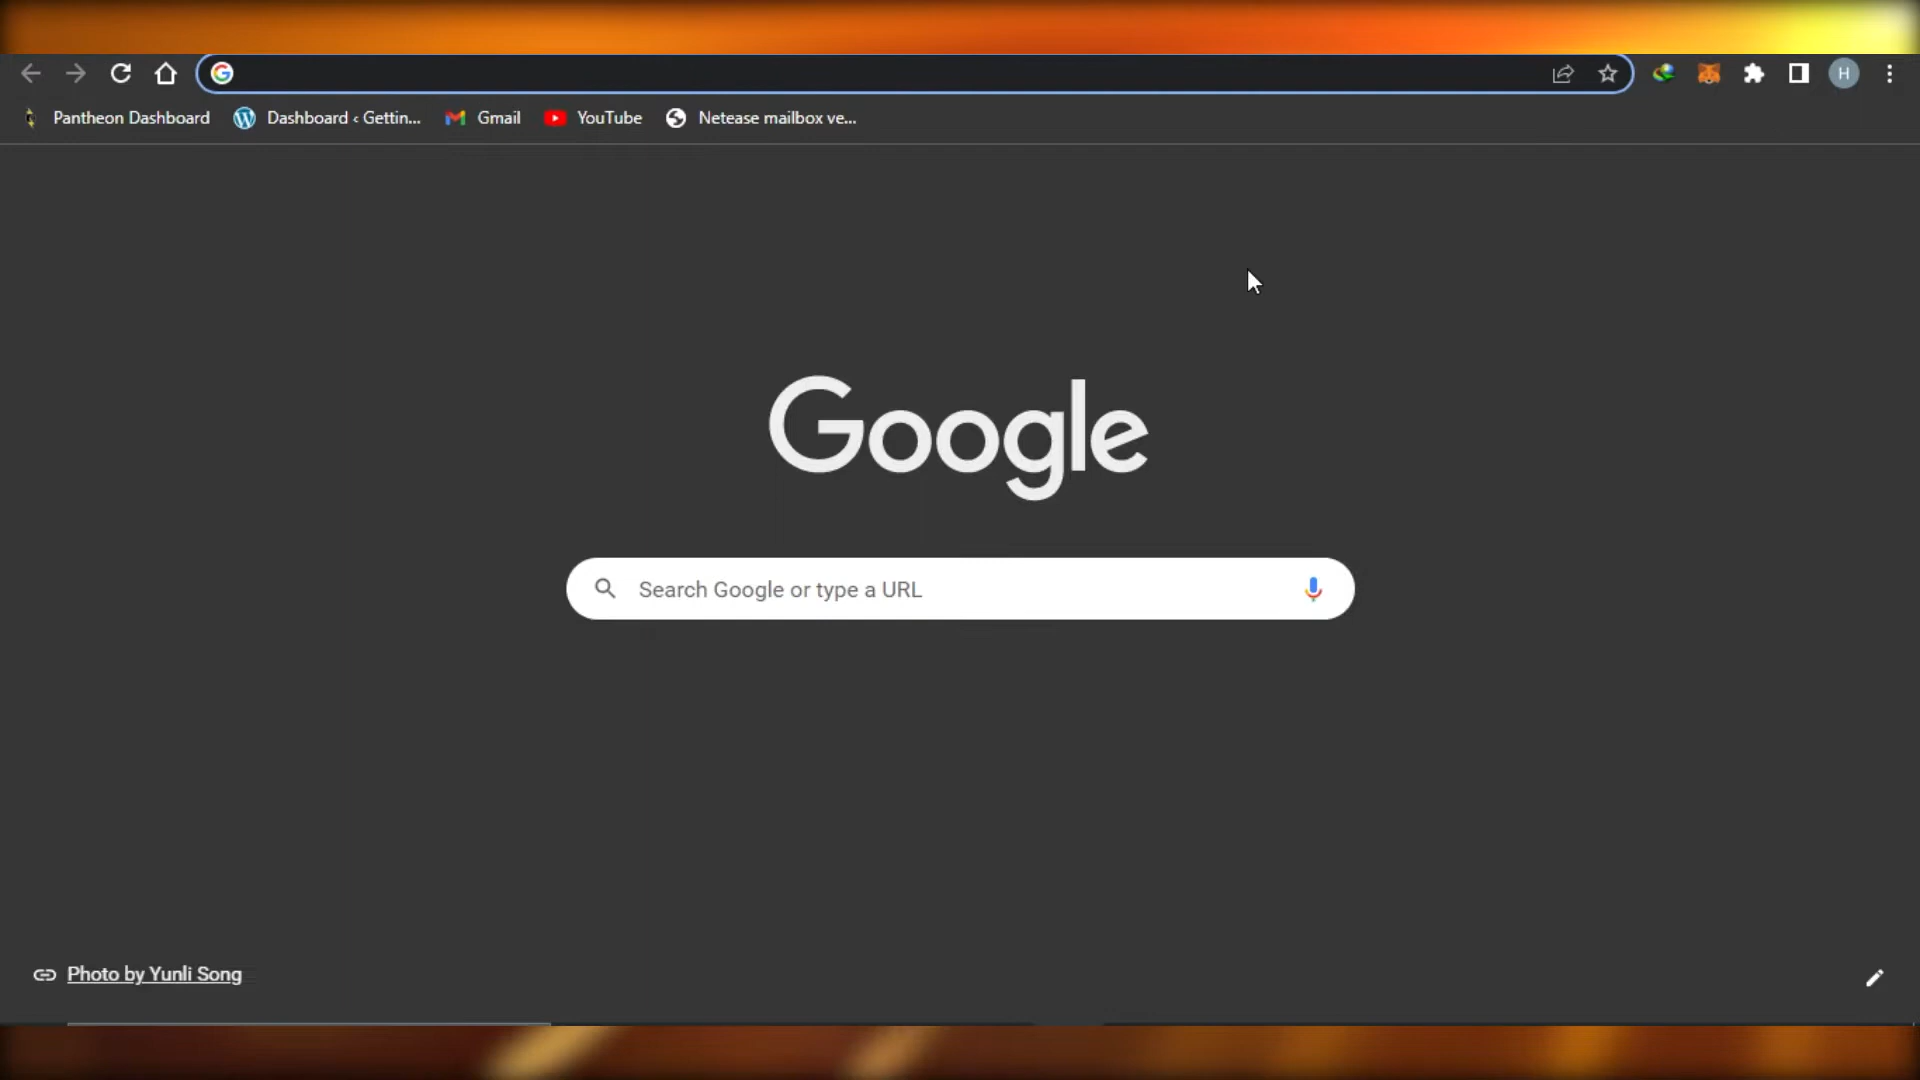 Pantheon Dashboard Dashboard ‹ Gettin... Gmail YouTube Netease mailbox ve...
H
Google
Search Google or type a URL
Photo by Yunli Song